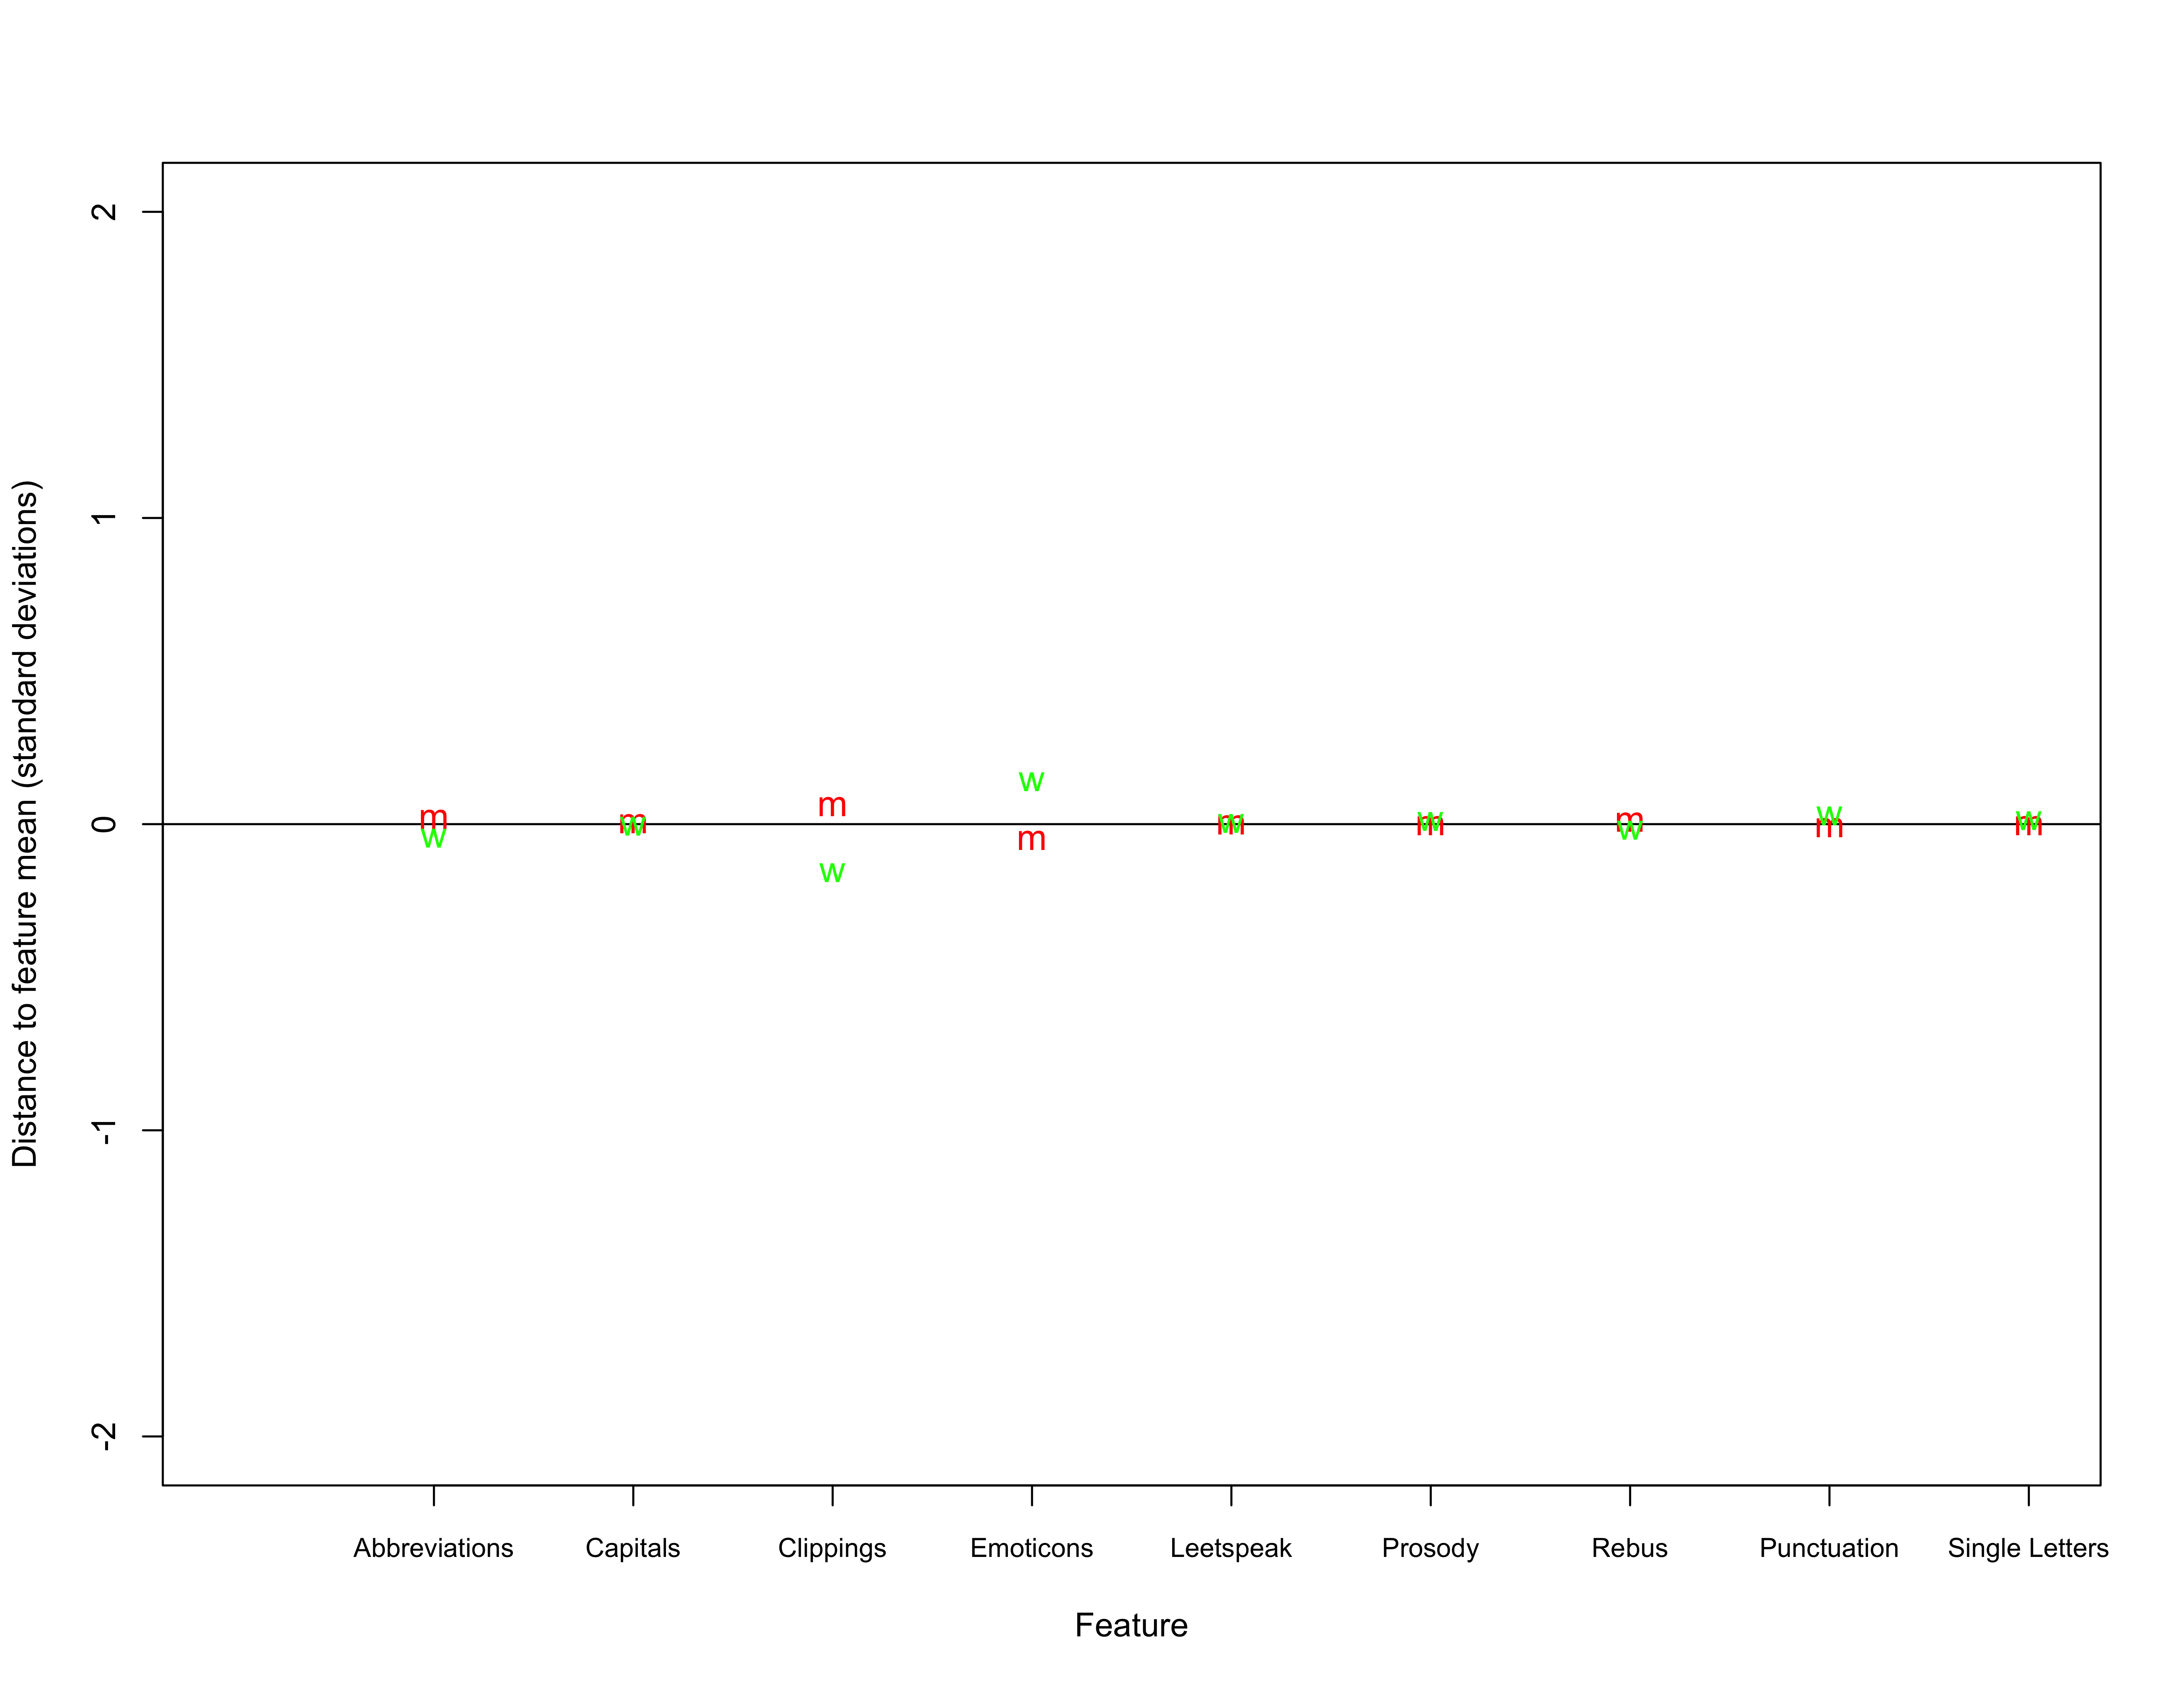 Distance to feature mean (standard deviations)
2
1
0
-1
-2
m m m w m m m m w m
w w w m w w w w m w
Abbreviations Capitals Clippings Emoticons Leetspeak Prosody Rebus Punctuation Single Letters
Feature